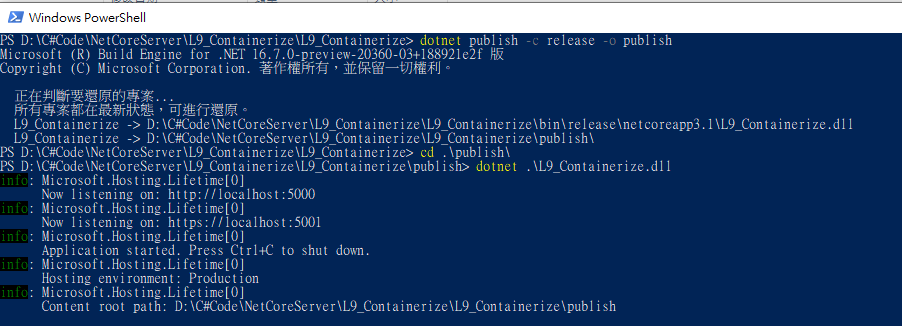 Windows PowerShell
PS D:\C#Code\NetCoreServer\L9_Containerize\L9_Containerize> dotnet publish -c release -o publish
Microsoft (R) Build Engine for .NET 16.7.0-preview-20360-03+188921e2f 版
Copyright (C) Microsoft Corporation. 著作權所有，並保留一切權利。
正在判斷要還原的專案...
所有專案都在最新狀態，可進行還原。
L9_Containerize -> D:\C#Code\NetCoreServer\L9_Containerize\L9_Containerize\bin\release\netcoreapp3.1\L9_Containerize.dll
L9_Containerize -> D:\C#Code\NetCoreServer\L9_Containerize\L9_Containerize\publish\
PS D:\C#Code\NetCoreServer\L9_Containerize\L9_Containerize> cd .\publish\
PS D:\C#Code\NetCoreServer\L9_Containerize\L9_Containerize\publish> dotnet .\L9_Containerize.dll
info: Microsoft.Hosting.Lifetime[0]
Now listening on: http://localhost:5000
info: Microsoft.Hosting.Lifetime[0]
Now listening on: https://localhost:5001
info: Microsoft.Hosting.Lifetime[0]
Application started. Press Ctrl+C to shut down.
info: Microsoft.Hosting.Lifetime[0]
Hosting environment: Production
info: Microsoft.Hosting.Lifetime[0]
Content root path: D:\C#Code\NetCoreServer\L9_Containerize\L9_Containerize\publish